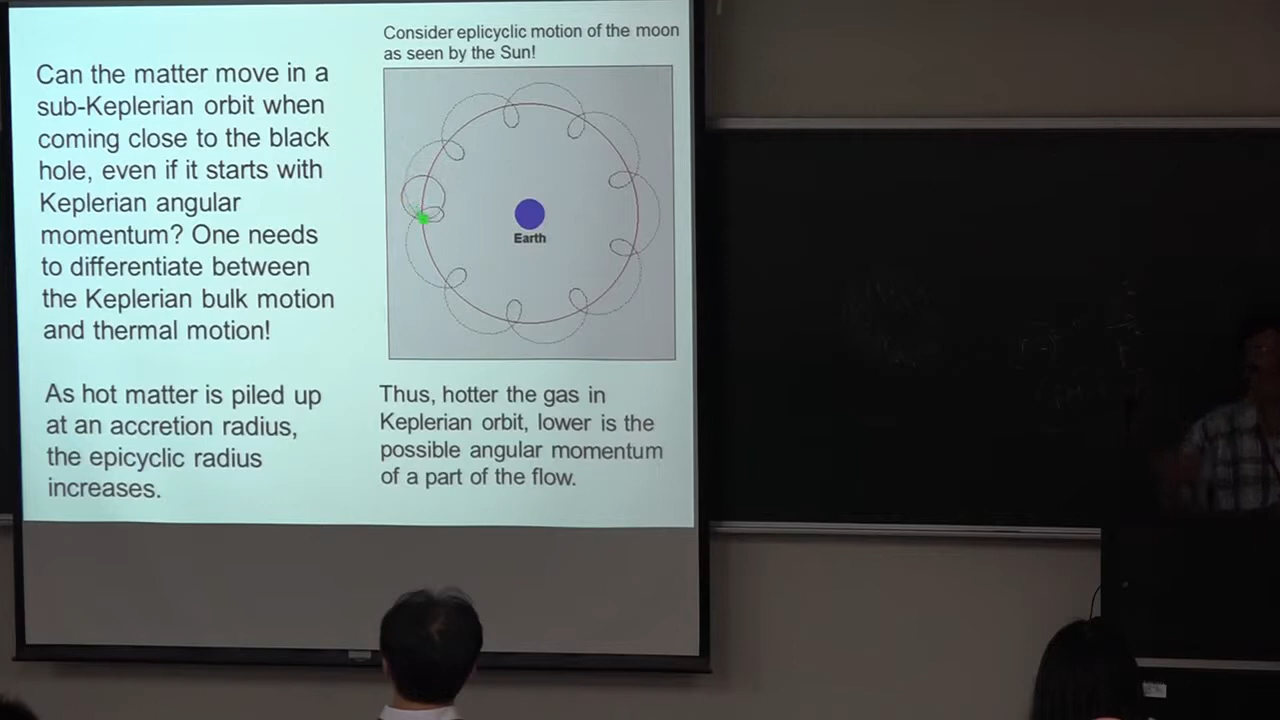 Consider eplicyclic motion of the moon
as seen by the Sun!
Can the matter move in a
sub-Keplerian orbit when
coming close to the black
hole, even if it starts with
Keplerian angular
momentum? One needs
to differentiate between
the Keplerian bulk motion
and thermal motion!
Earth
As hot matter is piled up
at an accretion radius,
the epicyclic radius
increases.
Thus, hotter the gas in
Keplerian orbit, lower is the
possible angular momentum
of a part of the flow.